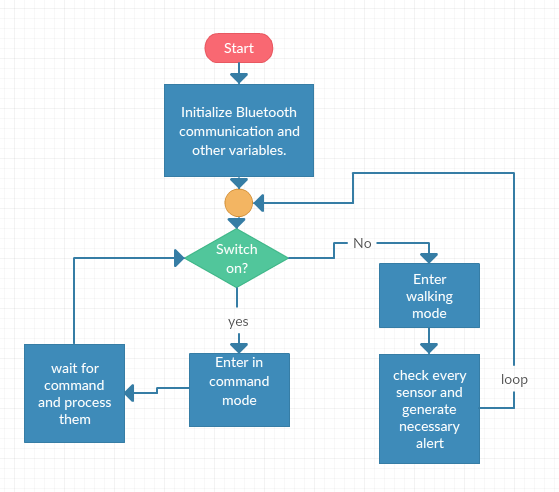 Start
Initialize Bluetooth
communication and
other variables.
Switch
on?
No
Enter
walking
mode
yes
Enter in
command
mode
wait for
command
and process
them
check every
sensor and
generate
necessary
alert
loop